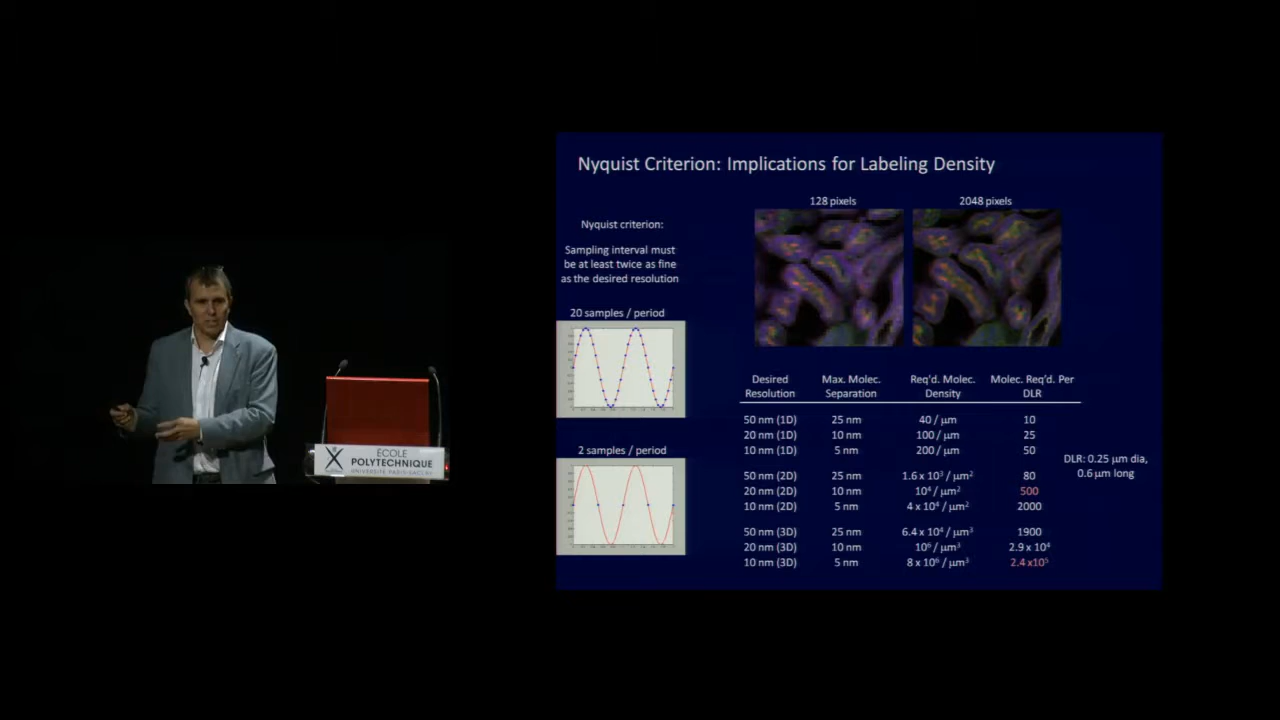 Nyquist Criterion: Implications for Labeling Density
128 pixels
2048 pixels
Nyquist criterion:
Sampling interval must
be at least twice as fine
as the desired resolution
20 samples / period
2 samples / period
Desired Resolution Max. Molec. Separation Req'd. Molec. Density Molec. Req'd. Per DLR
50 nm (1D) 25 nm 40 / μm 10
20 nm (1D) 10 nm 100 / μm 25
10 nm (1D) 5 nm 200 / μm 50
50 nm (2D) 25 nm 1.6 x 10³ / μm² 80
20 nm (2D) 10 nm 10⁴ / μm² 500
10 nm (2D) 5 nm 4 x 10⁴ / μm² 2000
50 nm (3D) 25 nm 6.4 x 10⁴ / μm³ 1900
20 nm (3D) 10 nm 10⁶ / μm³ 2.9 x 10⁴
10 nm (3D) 5 nm 8 x 10⁶ / μm³ 2.4 x10⁵
DLR: 0.25 μm dia,
0.6 μm long
ÉCOLE
POLYTECHNIQUE
UNIVERSITÉ PARIS-SACLAY